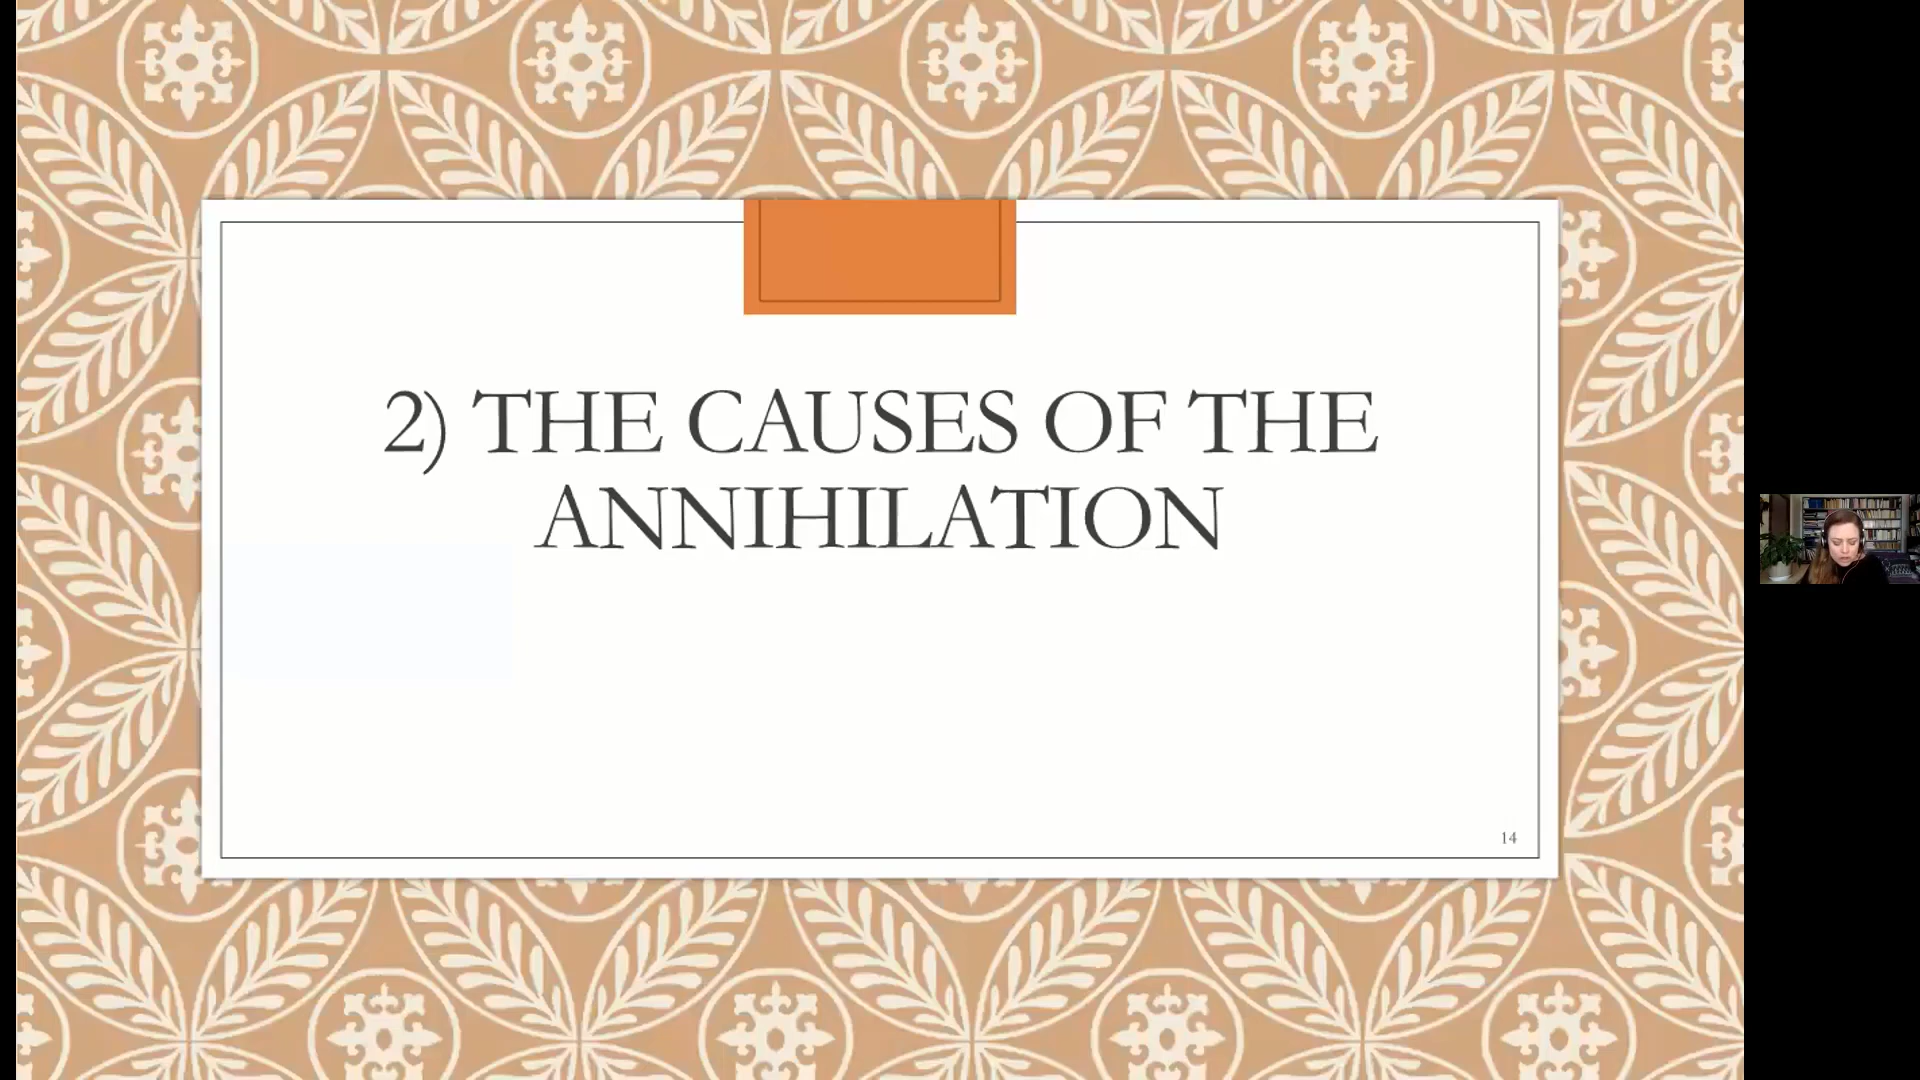 2) THE CAUSES OF THE
ANNIHILATION
14